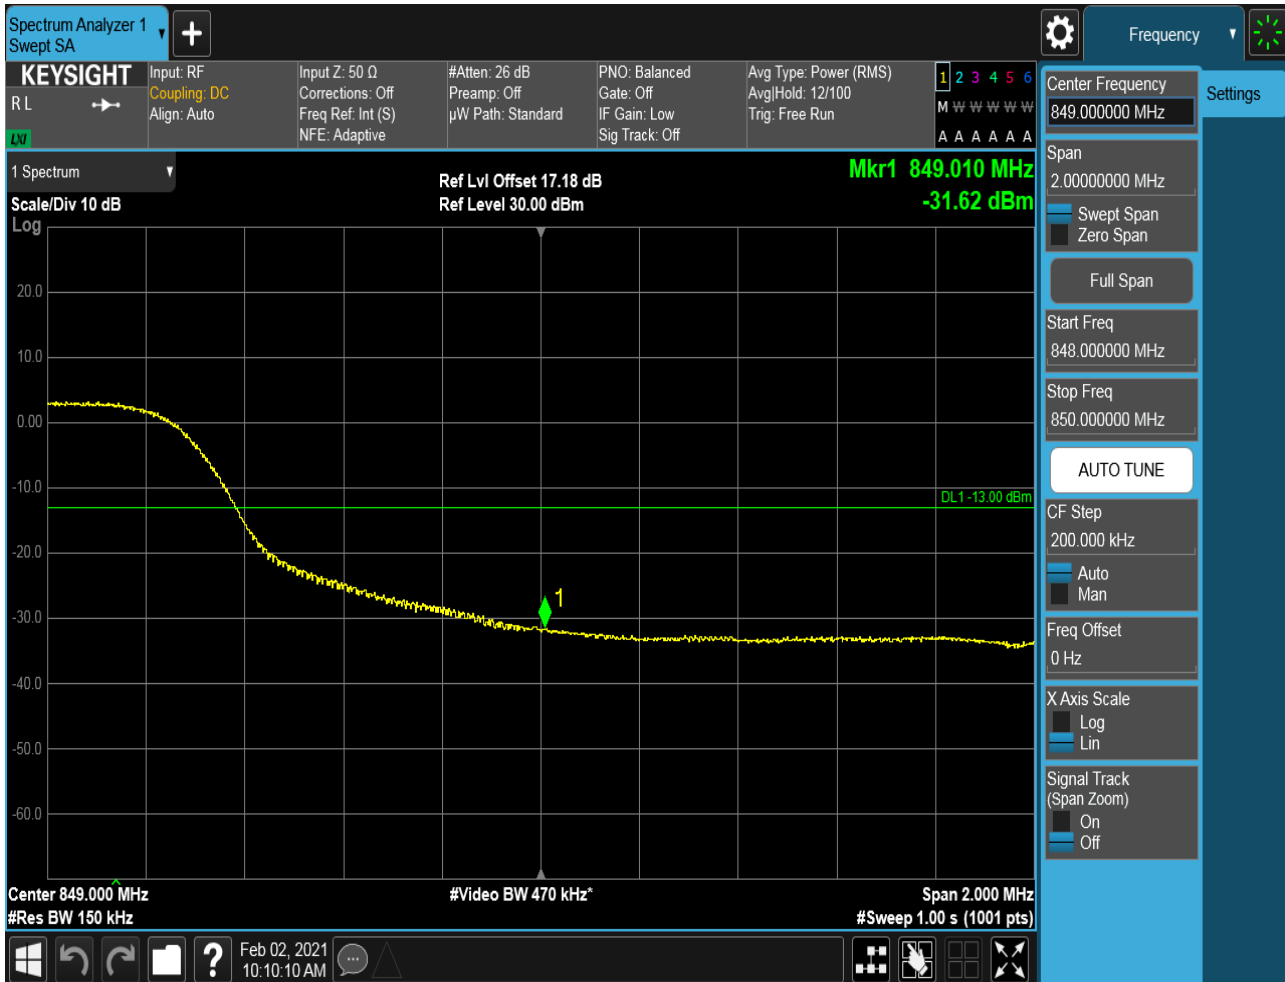 Spectrum Analyzer 1
Swept SA
Frequency
KEYSIGHT
R L
LXI
Input: RF
Coupling: DC
Align: Auto
Input Z: 50 Ω
Corrections: Off
Freq Ref: Int (S)
NFE: Adaptive
#Atten: 26 dB
Preamp: Off
µW Path: Standard
PNO: Balanced
Gate: Off
IF Gain: Low
Sig Track: Off
Avg Type: Power (RMS)
Avg|Hold: 12/100
Trig: Free Run
1 2 3 4 5 6
M W W W W W
A A A A A A
1 Spectrum
Scale/Div 10 dB
Log
Ref Lvl Offset 17.18 dB
Ref Level 30.00 dBm
Mkr1 849.010 MHz
-31.62 dBm
20.0
10.0
0.00
-10.0
-20.0
-30.0
-40.0
-50.0
-60.0
DL1 -13.00 dBm
1
Center 849.000 MHz
#Res BW 150 kHz
#Video BW 470 kHz*
Span 2.000 MHz
#Sweep 1.00 s (1001 pts)
Feb 02, 2021
10:10:10 AM
Center Frequency
849.000000 MHz
Settings
Span
2.00000000 MHz
Swept Span
Zero Span
Full Span
Start Freq
848.000000 MHz
Stop Freq
850.000000 MHz
AUTO TUNE
CF Step
200.000 kHz
Auto
Man
Freq Offset
0 Hz
X Axis Scale
Log
Lin
Signal Track
(Span Zoom)
On
Off